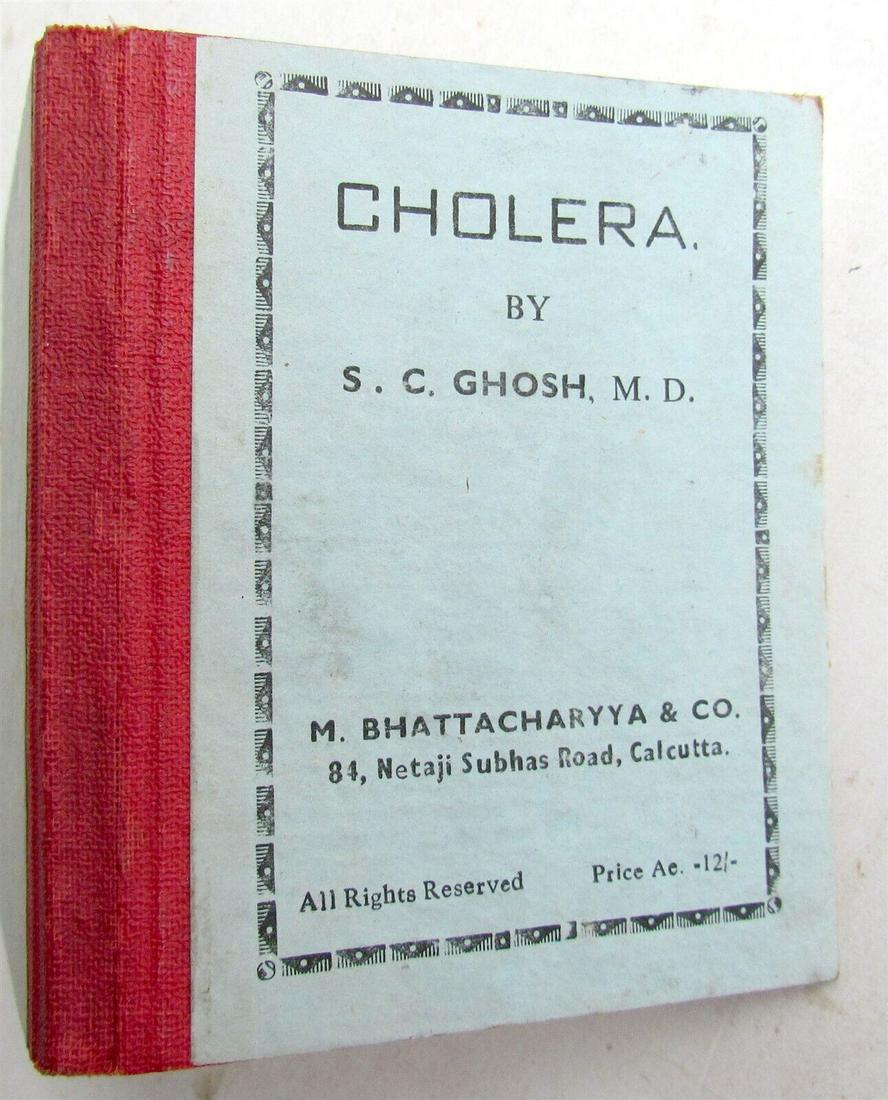 CHOLERA.
BY
S. C. GHOSH, M. D.
M. BHATTACHARYYA & CO.
84, Netaji Subhas Road, Calcutta.
All Rights Reserved Price Ae. -12/-